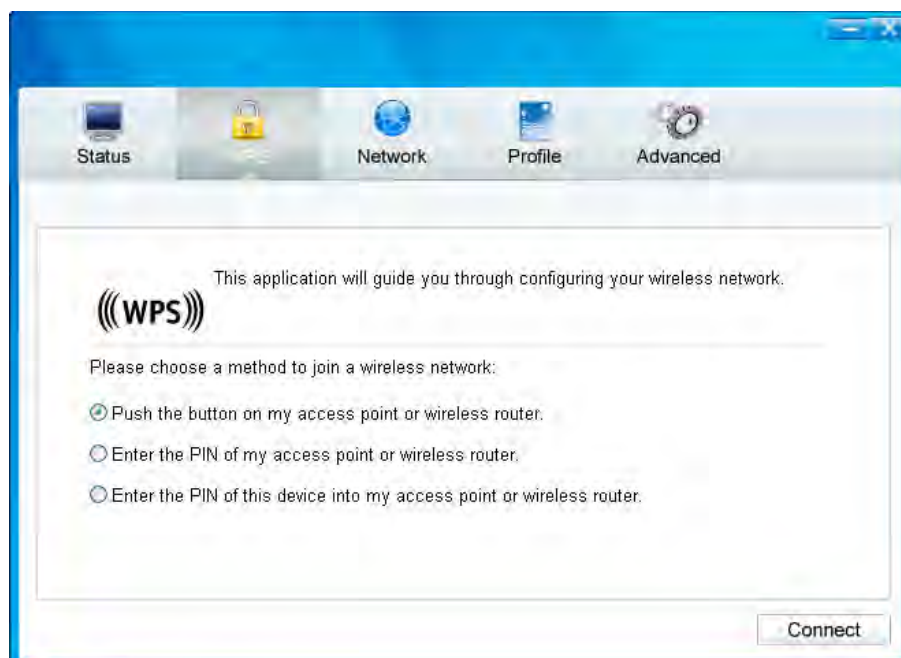 Status
Network
Profile
Advanced
This application will guide you through configuring your wireless network.
(((WPS)))
Please choose a method to join a wireless network:
Push the button on my access point or wireless router.
Enter the PIN of my access point or wireless router.
Enter the PIN of this device into my access point or wireless router.
Connect